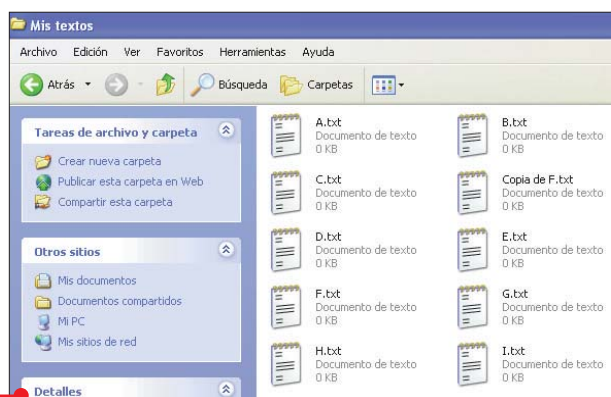 Mis textos
Archivo Edición Ver Favoritos Herramientas Ayuda
Atrás Búsqueda Carpetas
Tareas de archivo y carpeta
Crear nueva carpeta
Publicar esta carpeta en Web
Compartir esta carpeta
Otros sitios
Mis documentos
Documentos compartidos
Mi PC
Mis sitios de red
Detalles
A.txt
Documento de texto
0 KB
B.txt
Documento de texto
0 KB
C.txt
Documento de texto
0 KB
Copia de F.txt
Documento de texto
0 KB
D.txt
Documento de texto
0 KB
E.txt
Documento de texto
0 KB
F.txt
Documento de texto
0 KB
G.txt
Documento de texto
0 KB
H.txt
Documento de texto
0 KB
I.txt
Documento de texto
0 KB